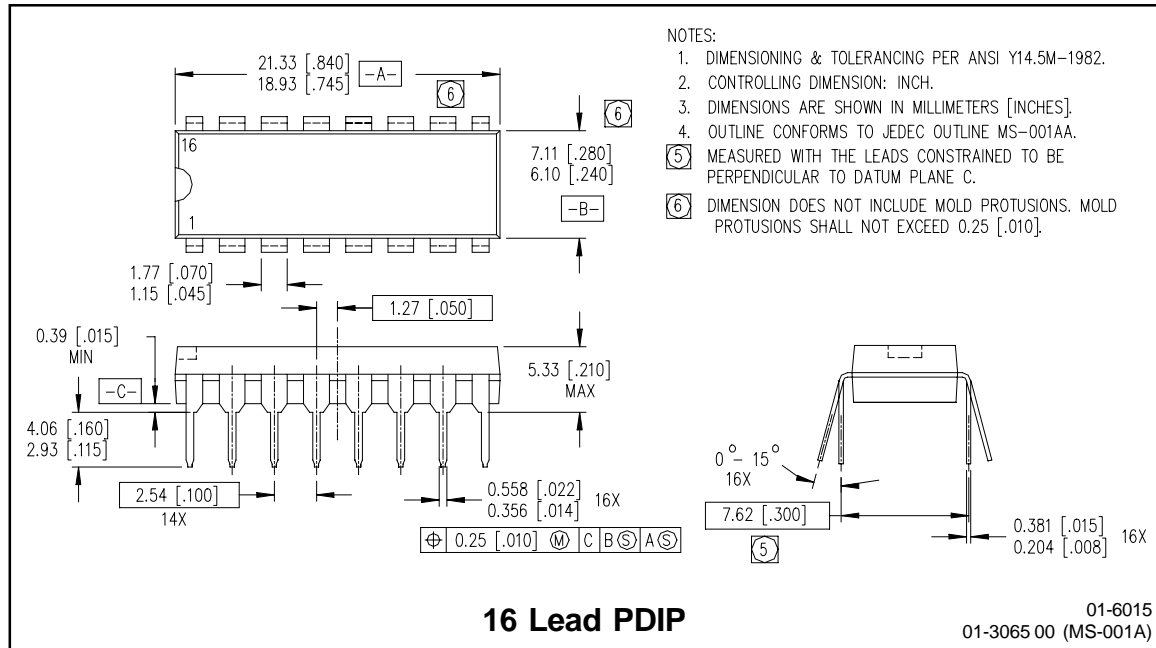 21.33 [.840]
18.93 [.745]
-A-
6
6
16
1
7.11 [.280]
6.10 [.240]
-B-
NOTES:
1. DIMENSIONING & TOLERANCING PER ANSI Y14.5M-1982.
2. CONTROLLING DIMENSION: INCH.
3. DIMENSIONS ARE SHOWN IN MILLIMETERS [INCHES].
4. OUTLINE CONFORMS TO JEDEC OUTLINE MS-001AA.
5 MEASURED WITH THE LEADS CONSTRAINED TO BE
PERPENDICULAR TO DATUM PLANE C.
6 DIMENSION DOES NOT INCLUDE MOLD PROTUSIONS. MOLD
PROTUSIONS SHALL NOT EXCEED 0.25 [.010].
1.77 [.070]
1.15 [.045]
1.27 [.050]
0.39 [.015]
MIN
-C-
5.33 [.210]
MAX
4.06 [.160]
2.93 [.115]
2.54 [.100]
14X
0.558 [.022]
0.356 [.014] 16X
⌖ 0.25 [.010] Ⓜ C B Ⓢ A Ⓢ
0°- 15°
16X
7.62 [.300]
5
0.381 [.015]
0.204 [.008] 16X
16 Lead PDIP
01-6015
01-3065 00 (MS-001A)